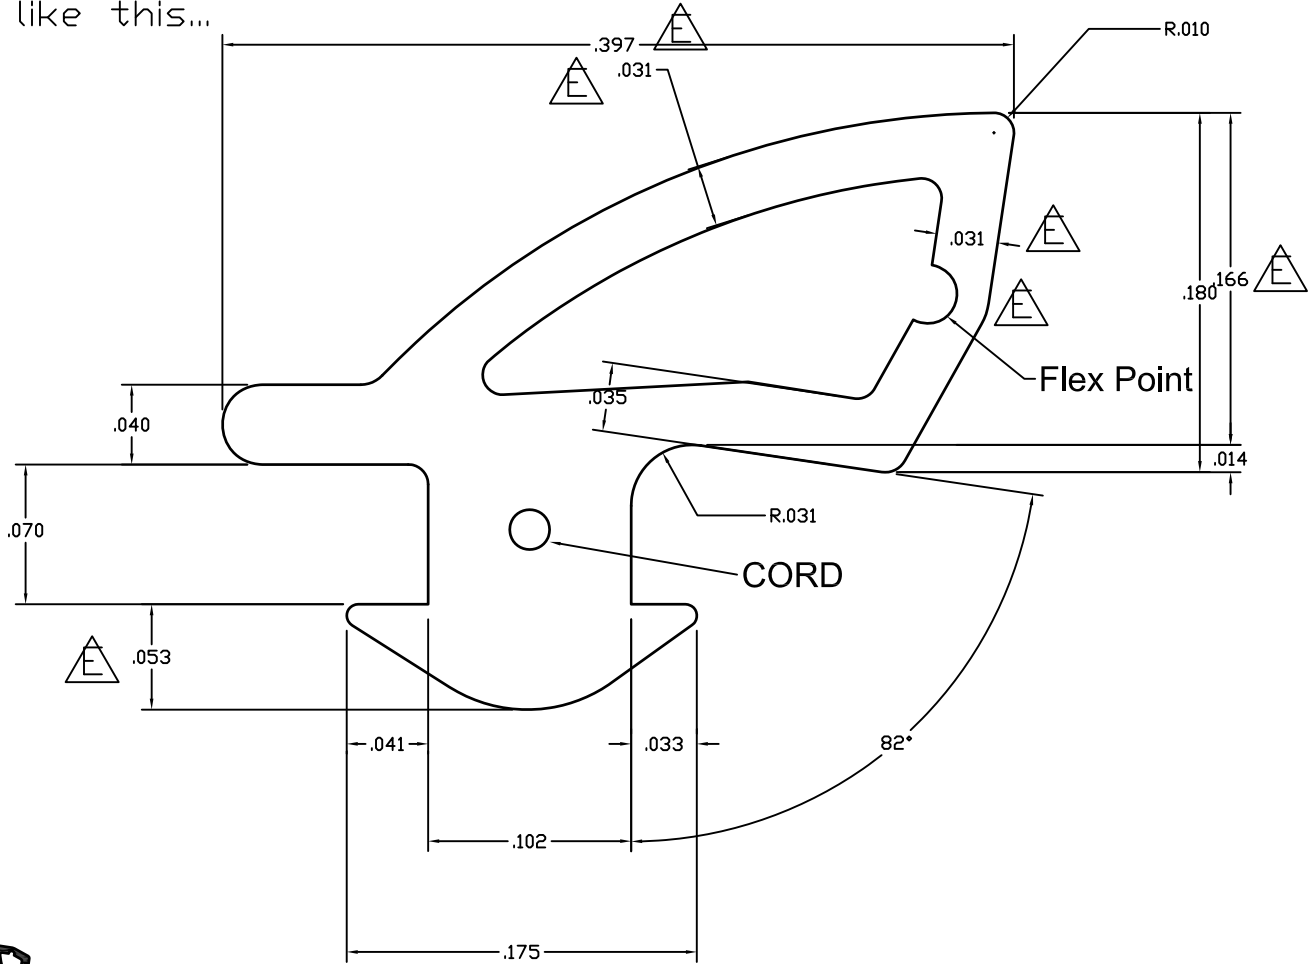 like this...
.397
E
R.010
.031
E
.031
E
.180
.166
E
E
Flex Point
.035
.040
.014
R.031
.070
CORD
E
.053
.041
.033
82°
.102
.175